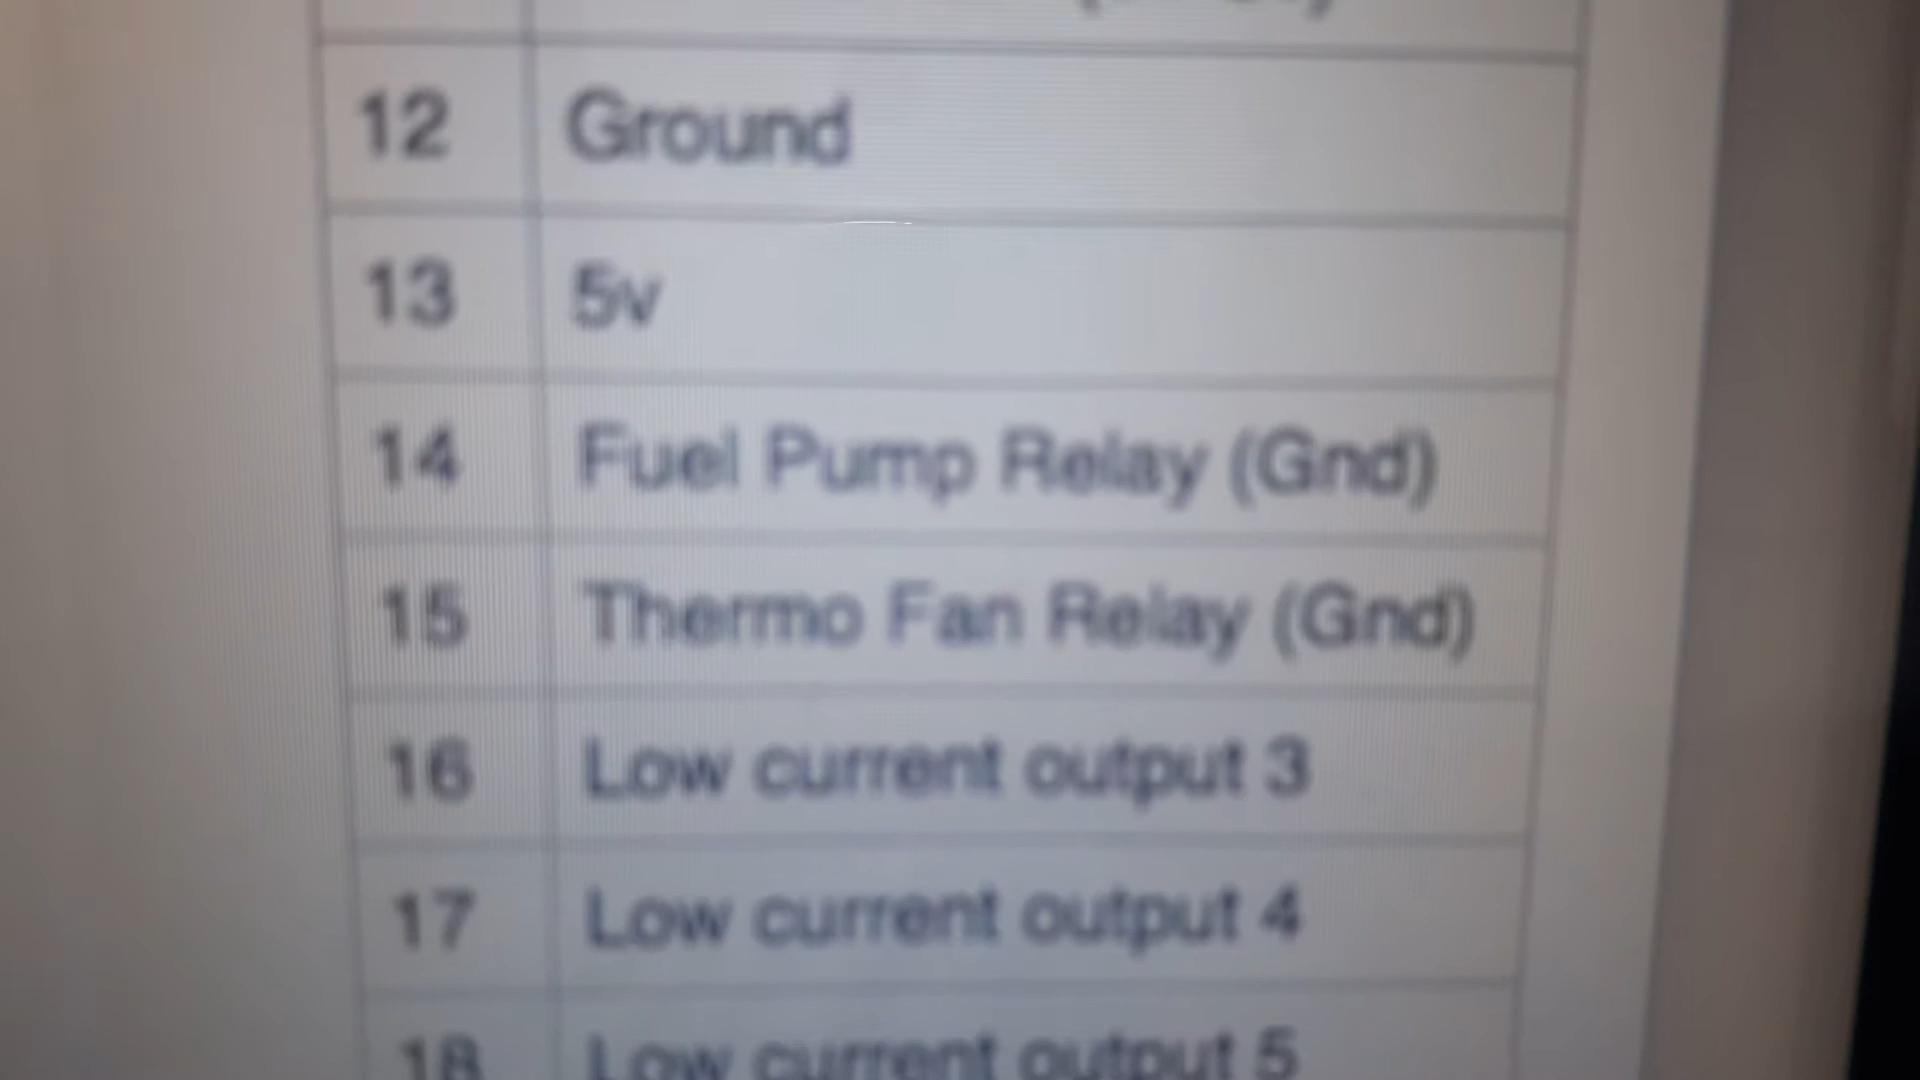 12 Ground
13 5v
14 Fuel Pump Relay (Gnd)
15 Thermo Fan Relay (Gnd)
16 Low current output 3
17 Low current output 4
18 Low current output 5